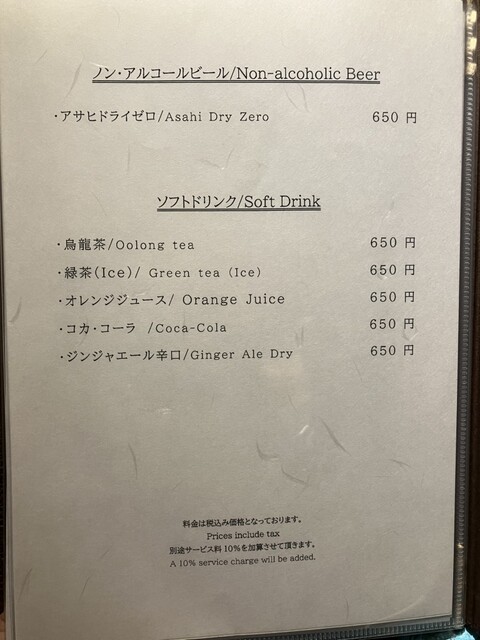 ノン・アルコールビール/Non-alcoholic Beer
・アサヒドライゼロ/Asahi Dry Zero 650 円
ソフトドリンク/Soft Drink
・烏龍茶/Oolong tea 650 円
・緑茶(Ice)/ Green tea (Ice) 650 円
・オレンジジュース/ Orange Juice 650 円
・コカ・コーラ /Coca-Cola 650 円
・ジンジャエール辛口/Ginger Ale Dry 650 円
料金は税込み価格となっております。
Prices include tax
別途サービス料 10%を加算させて頂きます。
A 10% service charge will be added.